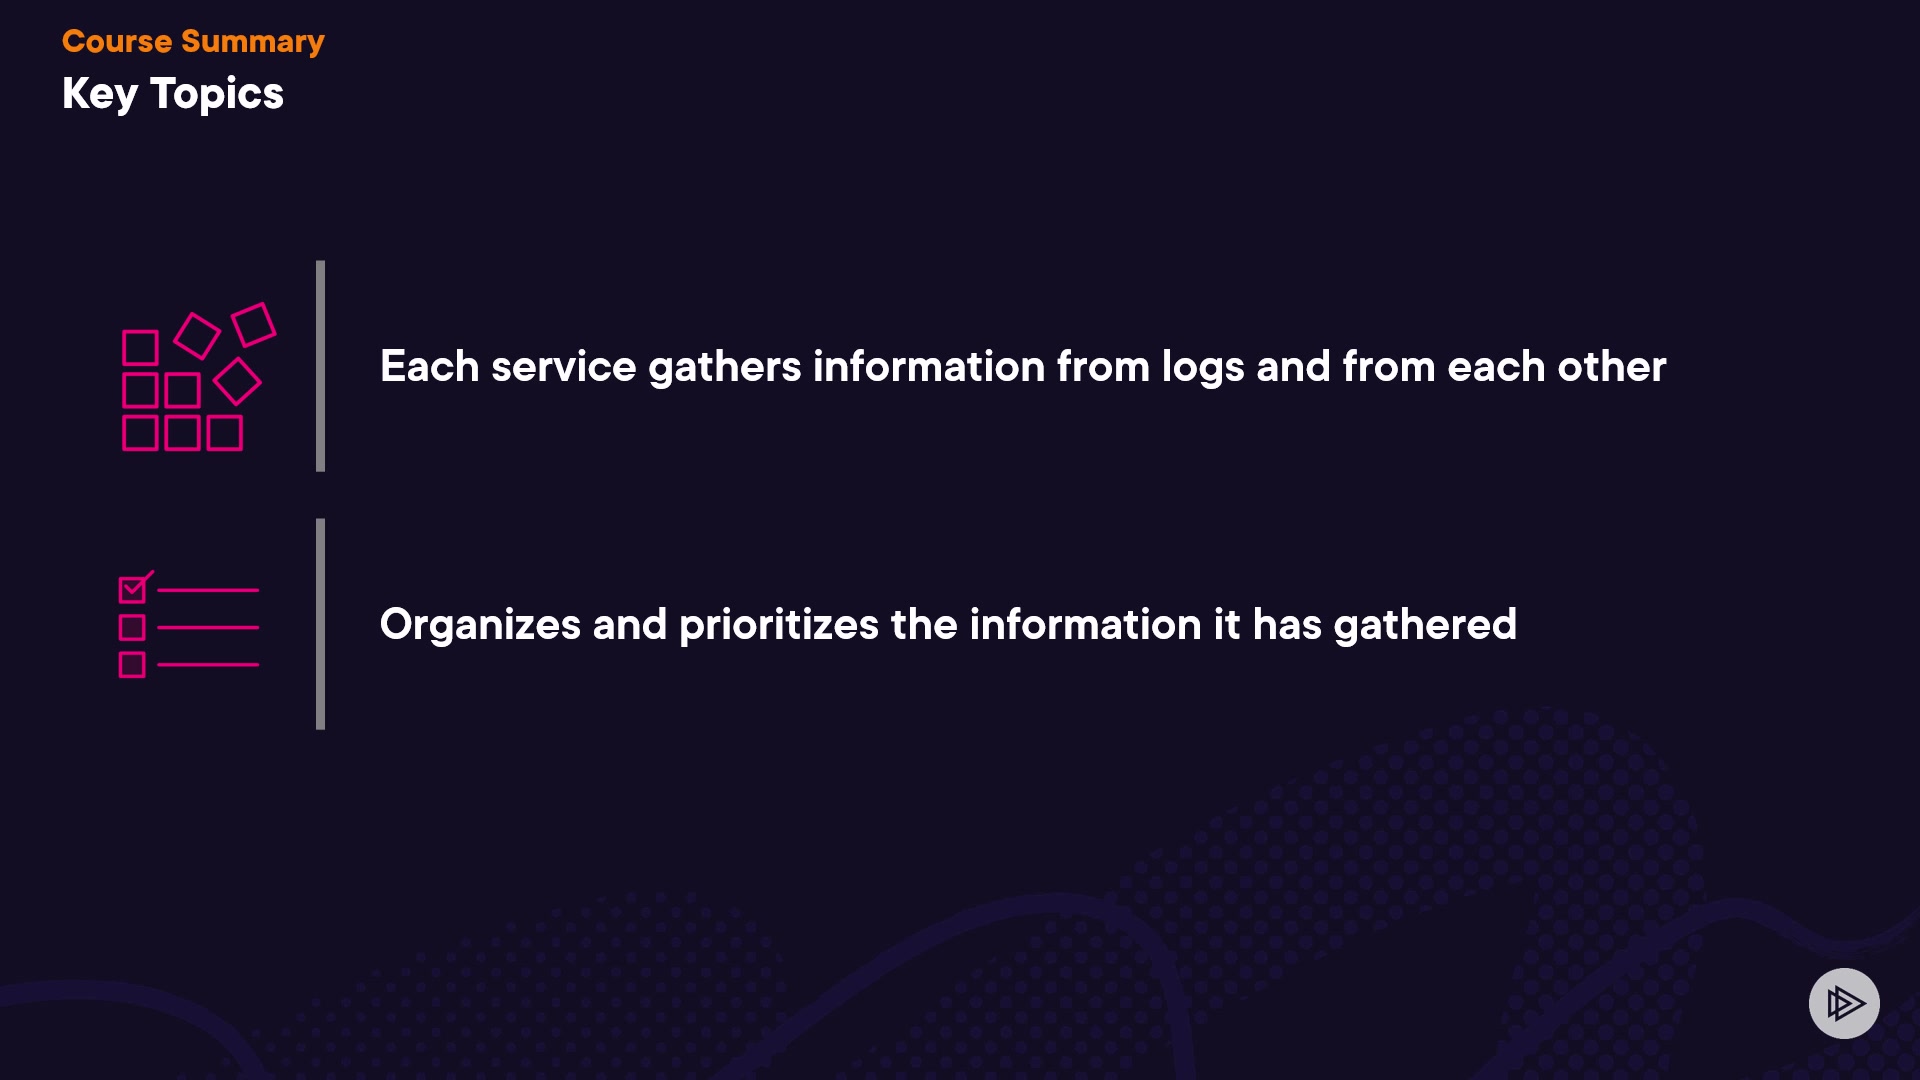 Course Summary
Key Topics
Each service gathers information from logs and from each other
Organizes and prioritizes the information it has gathered